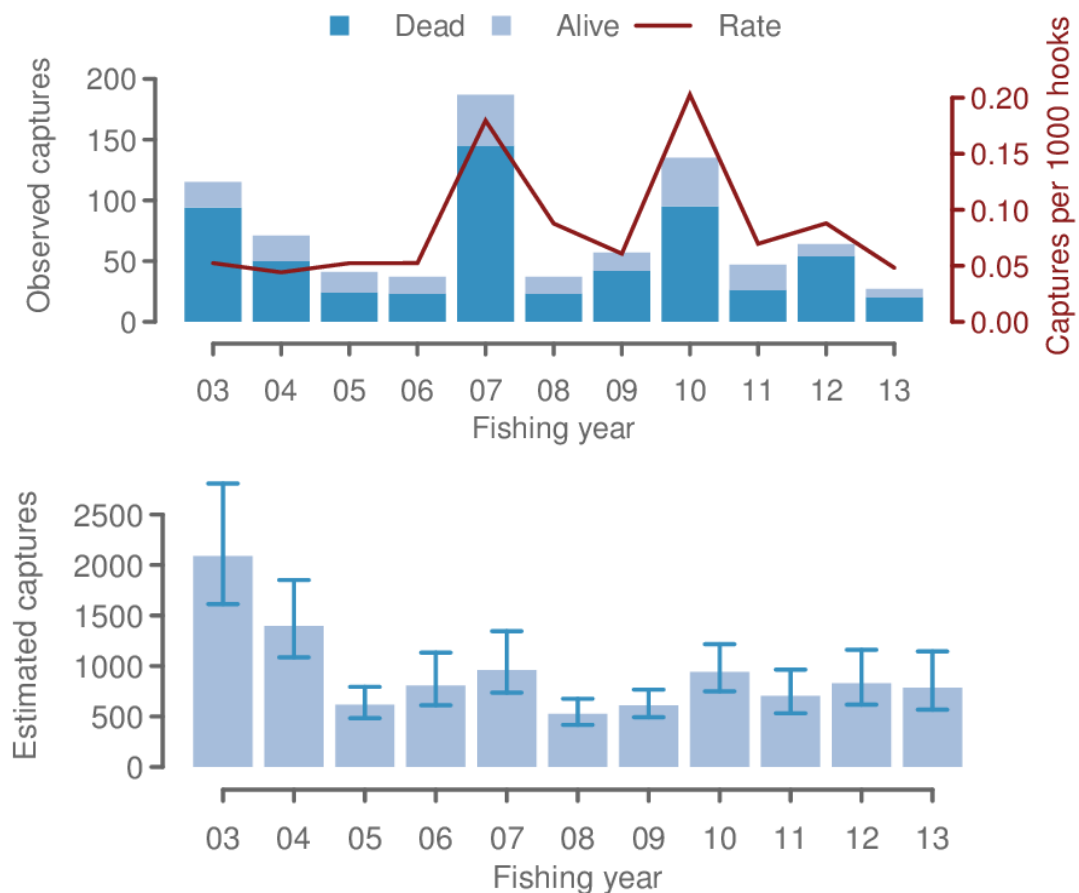 Dead Alive Rate
Observed captures
200
150
100
50
0
Captures per 1000 hooks
0.20
0.15
0.10
0.05
0.00
03 04 05 06 07 08 09 10 11 12 13
Fishing year
Estimated captures
2500
2000
1500
1000
500
0
03 04 05 06 07 08 09 10 11 12 13
Fishing year